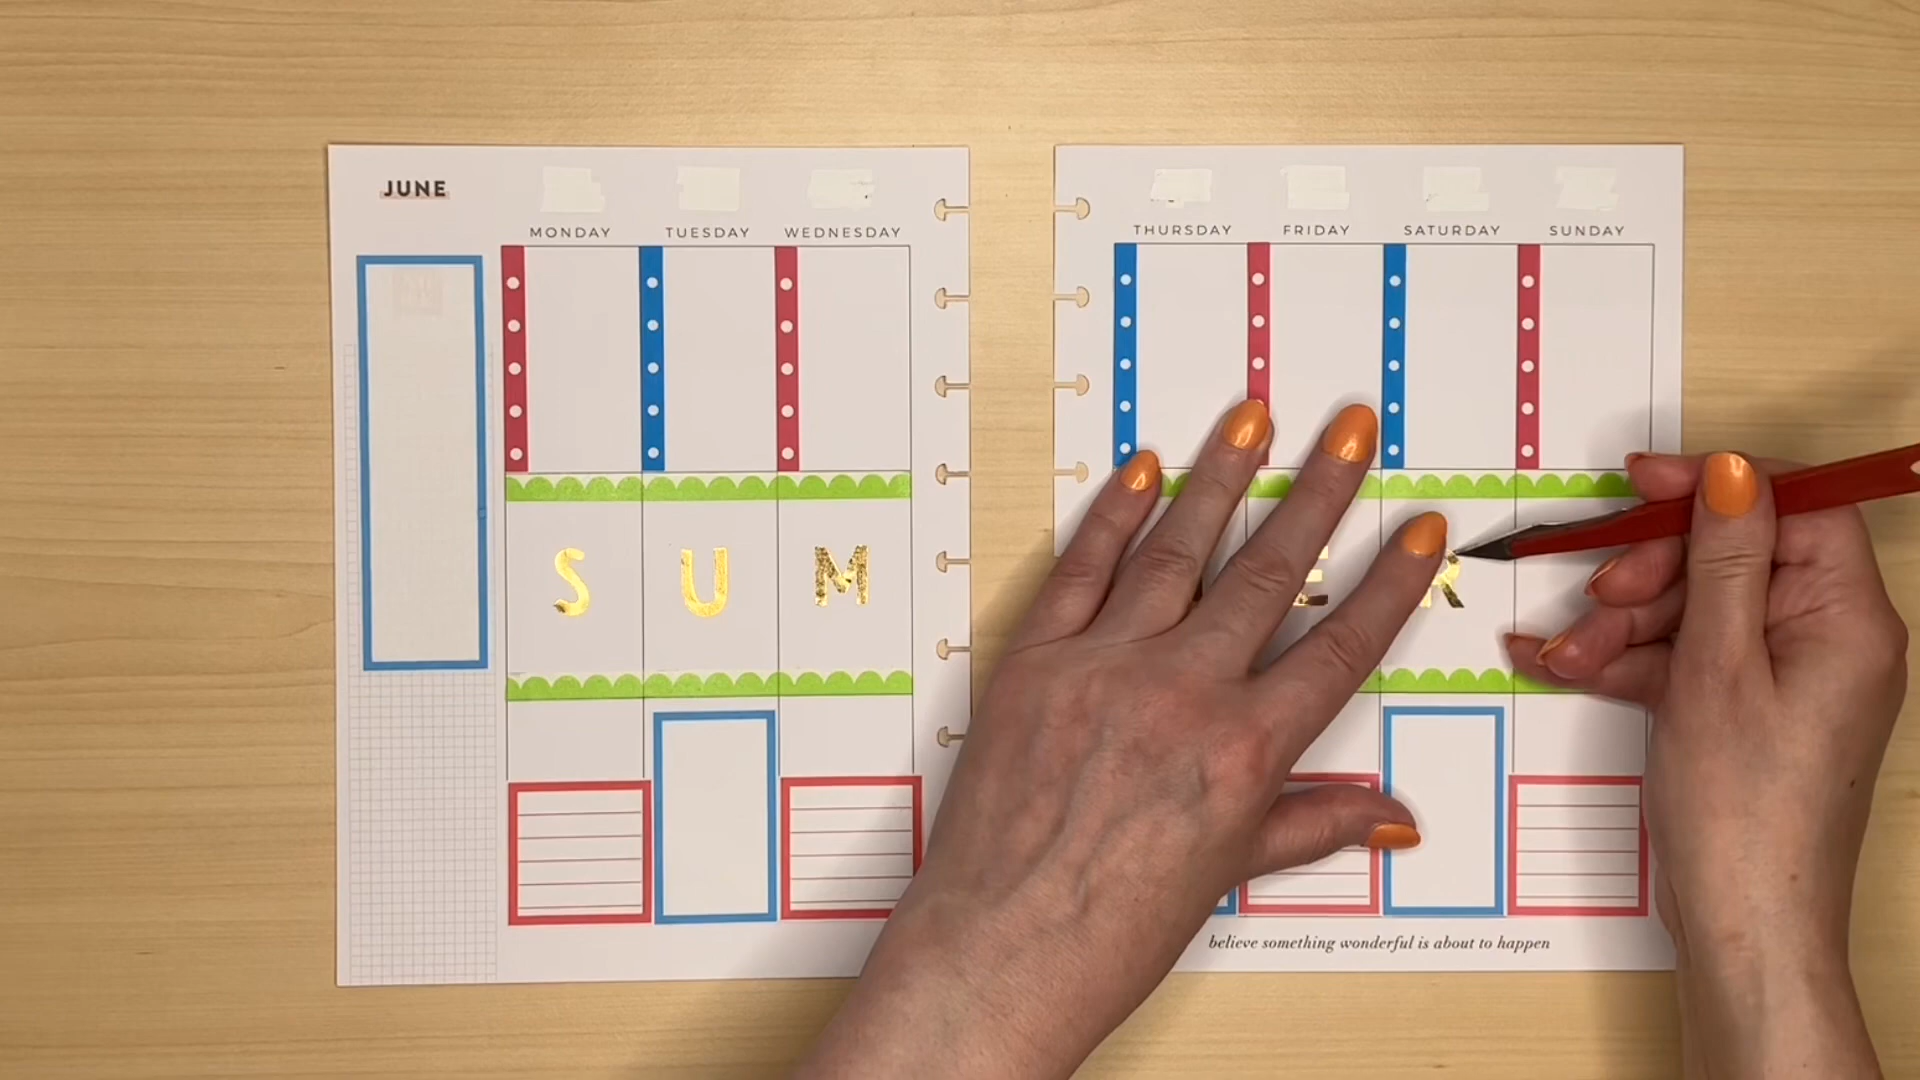 JUNE
MONDAY TUESDAY WEDNESDAY
THURSDAY FRIDAY SATURDAY SUNDAY
S U M
E R
believe something wonderful is about to happen